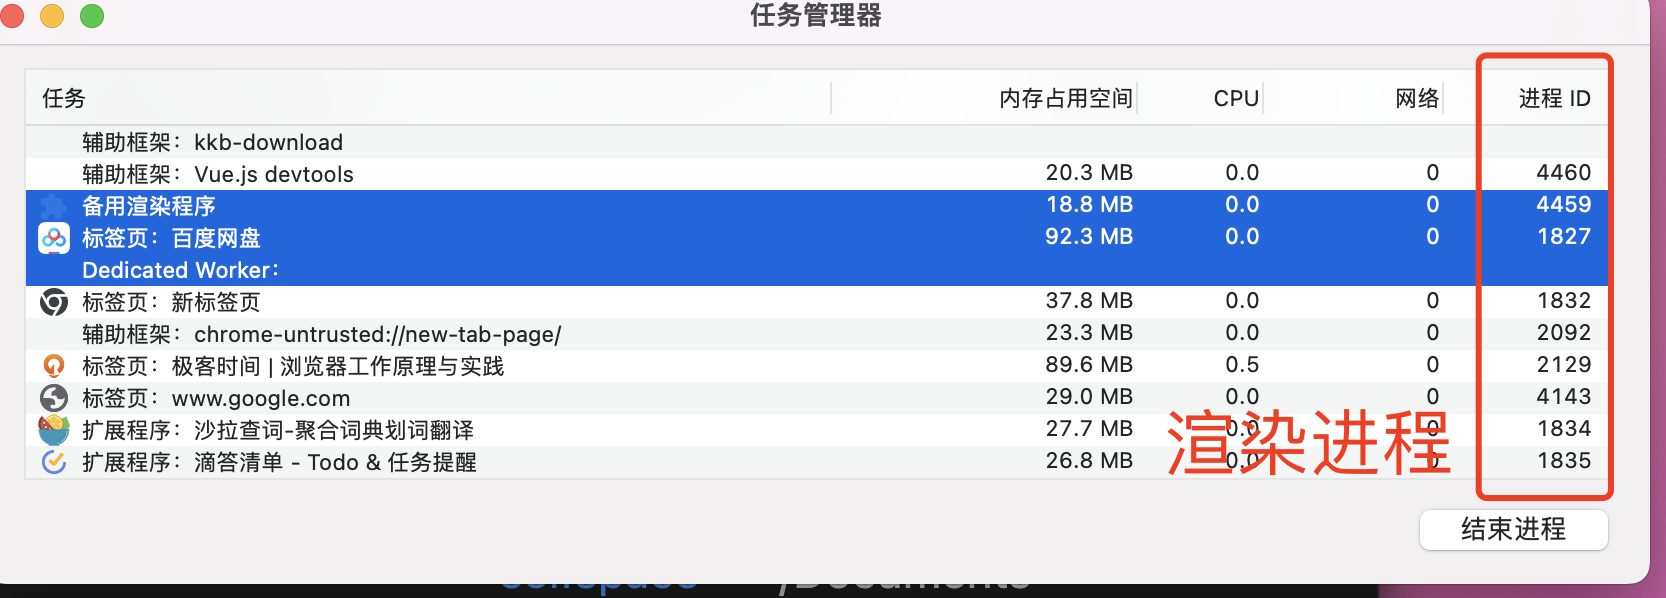 任务管理器
任务 内存占用空间 CPU 网络 进程 ID
辅助框架：kkb-download
辅助框架：Vue.js devtools 20.3 MB 0.0 0 4460
备用渲染程序 18.8 MB 0.0 0 4459
标签页：百度网盘 92.3 MB 0.0 0 1827
Dedicated Worker：
标签页：新标签页 37.8 MB 0.0 0 1832
辅助框架：chrome-untrusted://new-tab-page/ 23.3 MB 0.0 0 2092
标签页：极客时间 | 浏览器工作原理与实践 89.6 MB 0.5 0 2129
标签页：www.google.com 29.0 MB 0.0 0 4143
扩展程序：沙拉查词-聚合词典划词翻译 27.7 MB 0.0 0 1834
扩展程序：滴答清单 - Todo & 任务提醒 26.8 MB 0.0 0 1835
渲染进程
结束进程